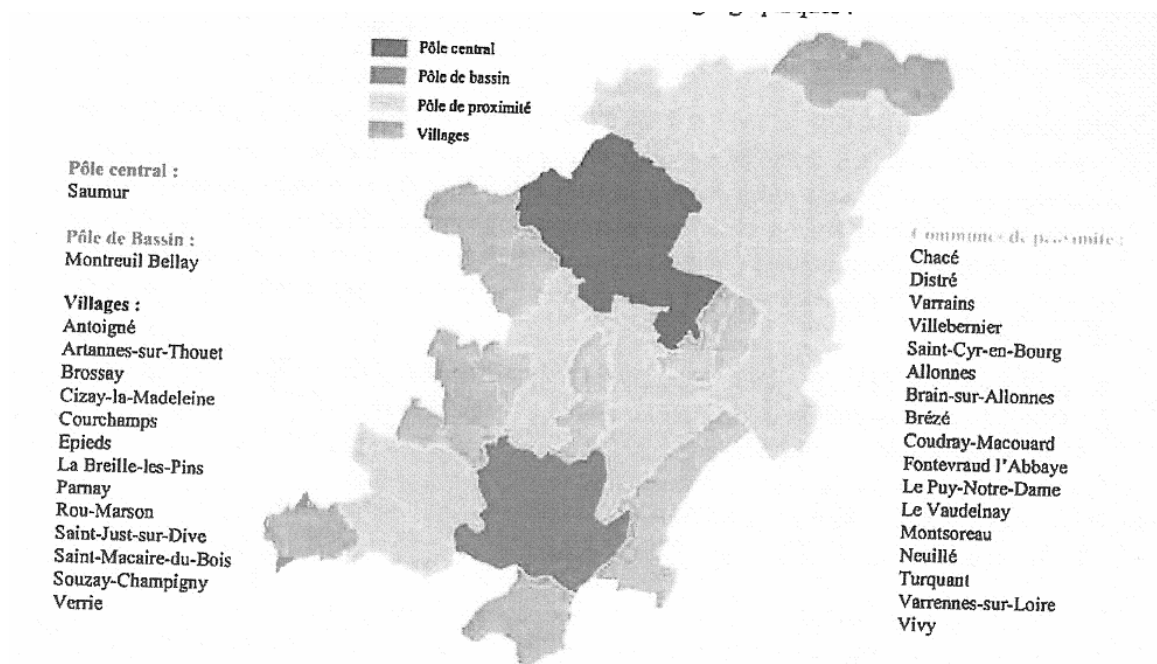 Pôle central
Pôle de bassin
Pôle de proximité
Villages
Pôle central :
Saumur
Pôle de Bassin :
Montreuil Bellay
Villages :
Antoigné
Artannes-sur-Thouet
Brossay
Cizay-la-Madeleine
Courchamps
Epieds
La Breille-les-Pins
Parnay
Rou-Marson
Saint-Just-sur-Dive
Saint-Macaire-du-Bois
Souzay-Champigny
Verrie
Communes de proximité :
Chacé
Distré
Varrains
Villebernier
Saint-Cyr-en-Bourg
Allonnes
Brain-sur-Allonnes
Brézé
Coudray-Macouard
Fontevraud l'Abbaye
Le Puy-Notre-Dame
Le Vaudelnay
Montsoreau
Neuillé
Turquant
Varrennes-sur-Loire
Vivy